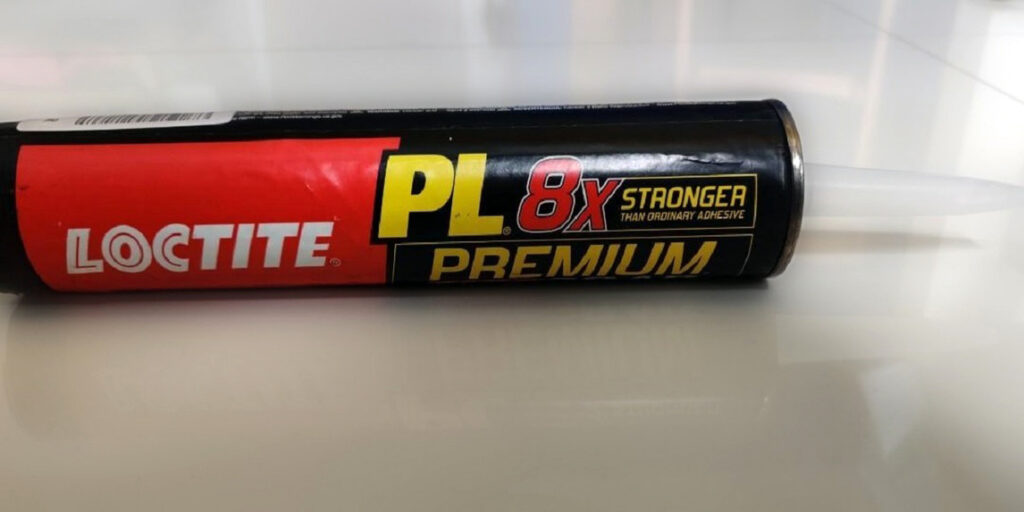 LOCTITE®
PL® 8X STRONGER
THAN ORDINARY ADHESIVE
PREMIUM